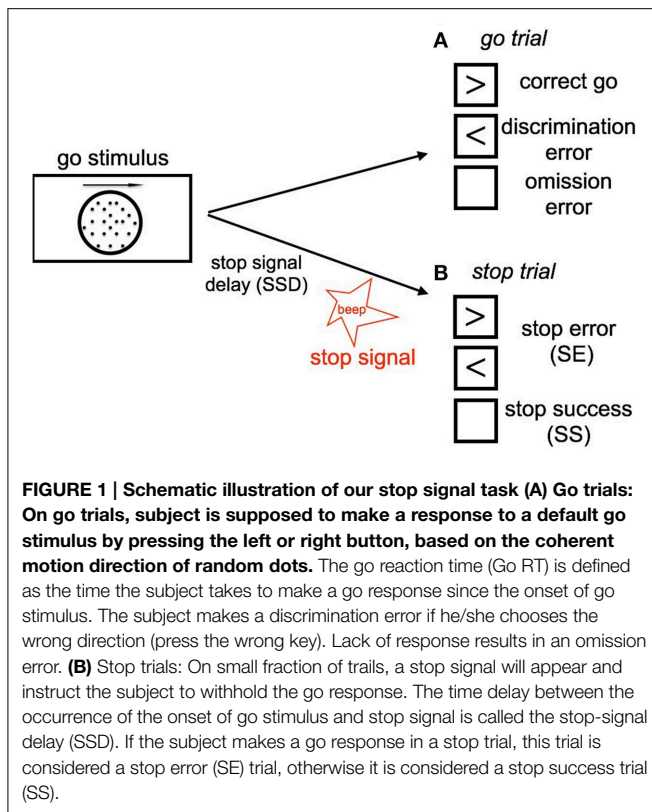 A go trial
> correct go
< discrimination
error
omission
error
go stimulus
stop signal
delay (SSD)
beep
stop signal
B stop trial
> stop error
(SE)
<
stop success
(SS)
FIGURE 1 | Schematic illustration of our stop signal task (A) Go trials:
On go trials, subject is supposed to make a response to a default go
stimulus by pressing the left or right button, based on the coherent
motion direction of random dots. The go reaction time (Go RT) is defined
as the time the subject takes to make a go response since the onset of go
stimulus. The subject makes a discrimination error if he/she chooses the
wrong direction (press the wrong key). Lack of response results in an omission
error. (B) Stop trials: On small fraction of trails, a stop signal will appear and
instruct the subject to withhold the go response. The time delay between the
occurrence of the onset of go stimulus and stop signal is called the stop-signal
delay (SSD). If the subject makes a go response in a stop trial, this trial is
considered a stop error (SE) trial, otherwise it is considered a stop success trial
(SS).